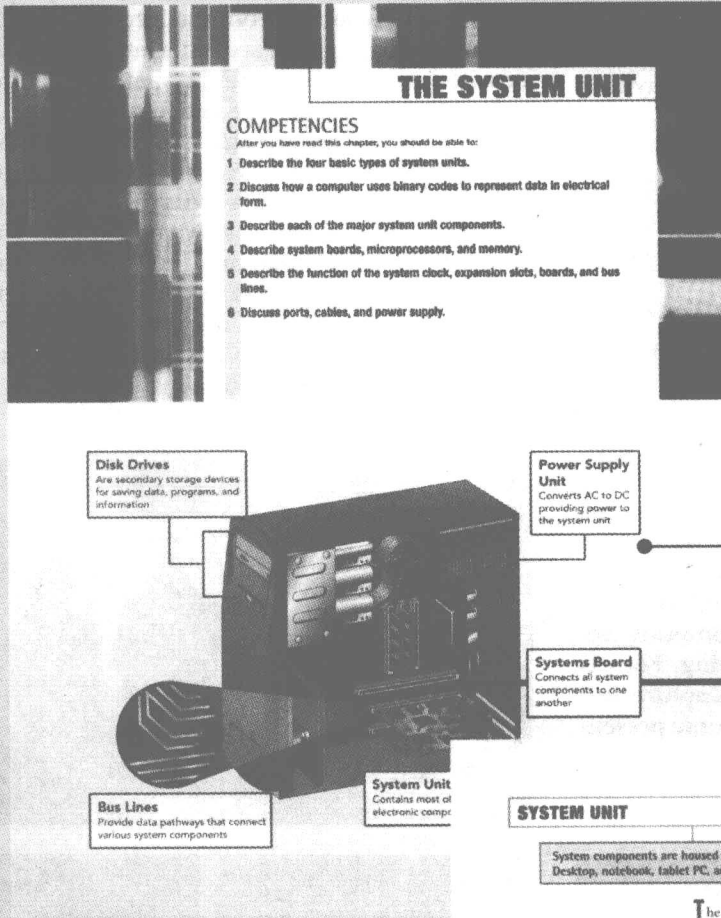 THE SYSTEM UNIT
COMPETENCIES
After you have read this chapter, you should be able to:
1 Describe the four basic types of system units.
2 Discuss how a computer uses binary codes to represent data in electrical
form.
3 Describe each of the major system unit components.
4 Describe system boards, microprocessors, and memory.
5 Describe the function of the system clock, expansion slots, boards, and bus
lines.
6 Discuss ports, cables, and power supply.
Disk Drives
Are secondary storage devices
for saving data, programs, and
information
Power Supply
Unit
Converts AC to DC
providing power to
the system unit
Systems Board
Connects all system
components to one
another
System Unit
Contains most
electronic
Bus Lines
Provide data pathways that connect
various system components
SYSTEM UNIT
System components are housed
Desktop, notebook, tablet PC,
The